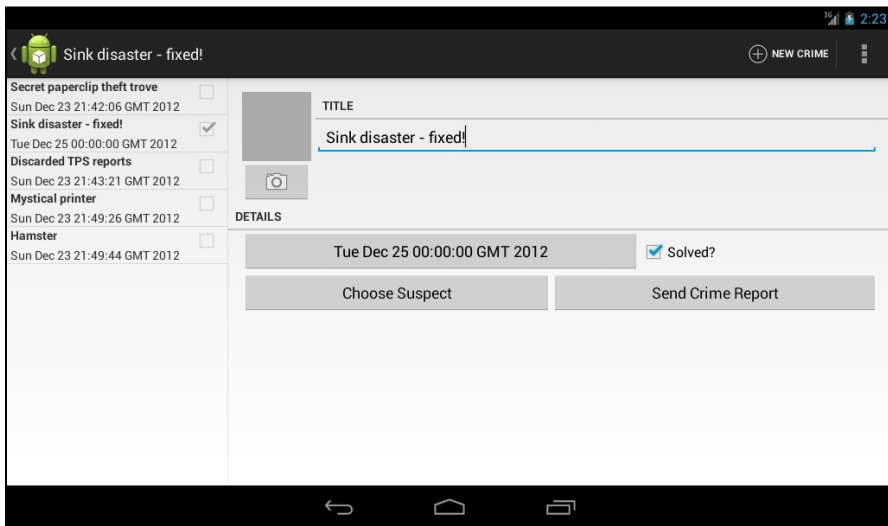 3G 2:23
Sink disaster - fixed!
NEW CRIME
Secret paperclip theft trove
Sun Dec 23 21:42:06 GMT 2012
Sink disaster - fixed!
Tue Dec 25 00:00:00 GMT 2012
Discarded TPS reports
Sun Dec 23 21:43:21 GMT 2012
Mystical printer
Sun Dec 23 21:49:26 GMT 2012
Hamster
Sun Dec 23 21:49:44 GMT 2012
TITLE
Sink disaster - fixed!
DETAILS
Tue Dec 25 00:00:00 GMT 2012
Solved?
Choose Suspect
Send Crime Report